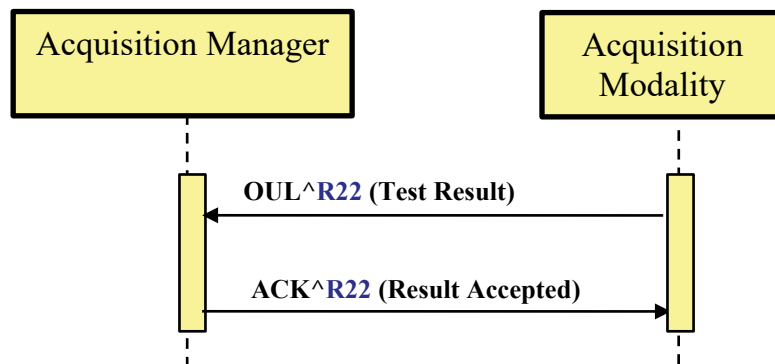 Acquisition Manager
Acquisition
Modality
OUL^R22 (Test Result)
ACK^R22 (Result Accepted)